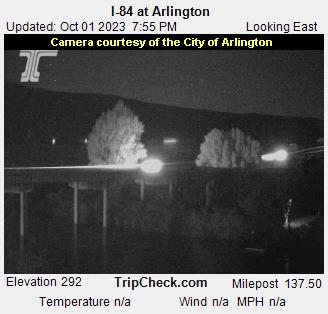 I-84 at Arlington
Updated: Oct 01 2023 7:55 PM Looking East
Camera courtesy of the City of Arlington
Elevation 292 TripCheck.com Milepost 137.50
Temperature n/a Wind n/a MPH n/a